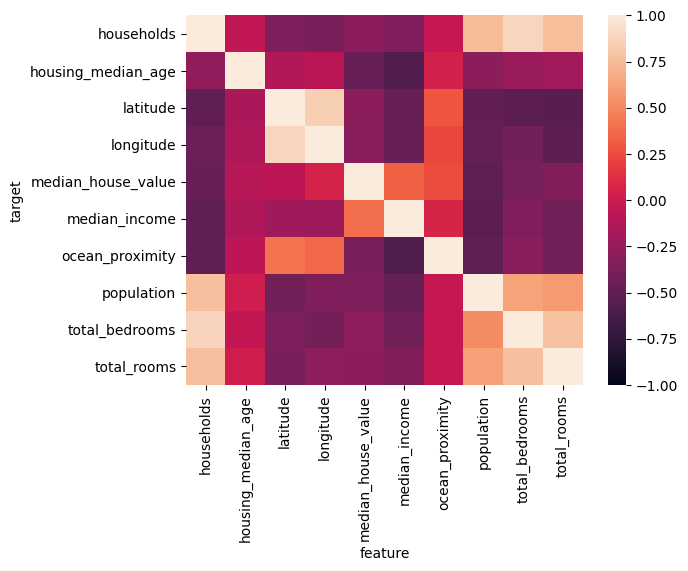 target
households
housing_median_age
latitude
longitude
median_house_value
median_income
ocean_proximity
population
total_bedrooms
total_rooms
households
housing_median_age
latitude
longitude
median_house_value
median_income
ocean_proximity
population
total_bedrooms
total_rooms
feature
1.00
0.75
0.50
0.25
0.00
-0.25
-0.50
-0.75
-1.00